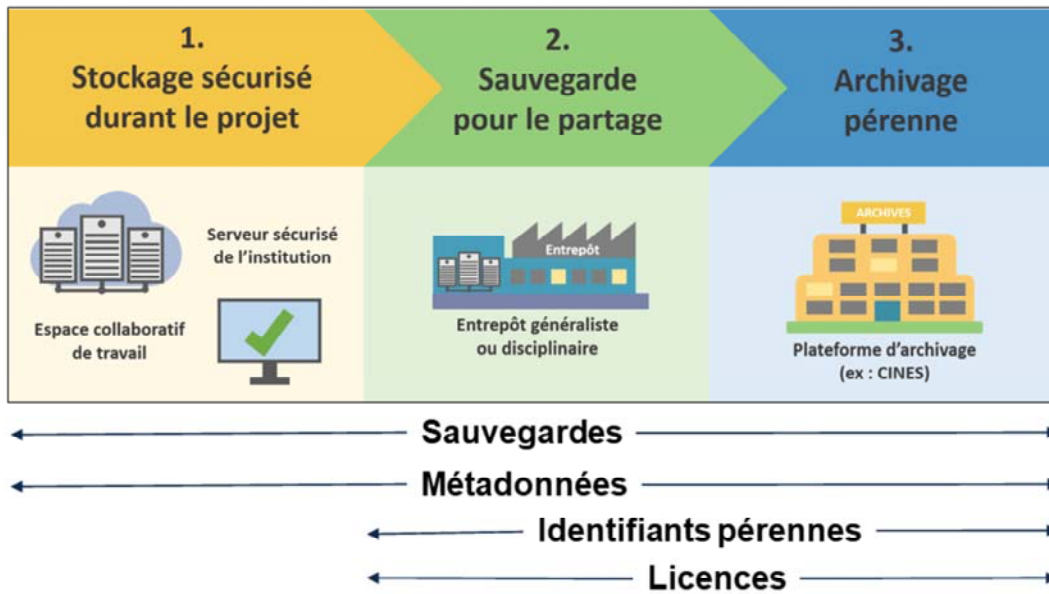 1.
Stockage sécurisé
durant le projet
2.
Sauvegarde
pour le partage
3.
Archivage
pérenne
Serveur sécurisé
de l'institution
Espace collaboratif
de travail
Entrepôt
Entrepôt généraliste
ou disciplinaire
ARCHIVES
Plateforme d'archivage
(ex : CINES)
Sauvegardes
Métadonnées
Identifiants pérennes
Licences